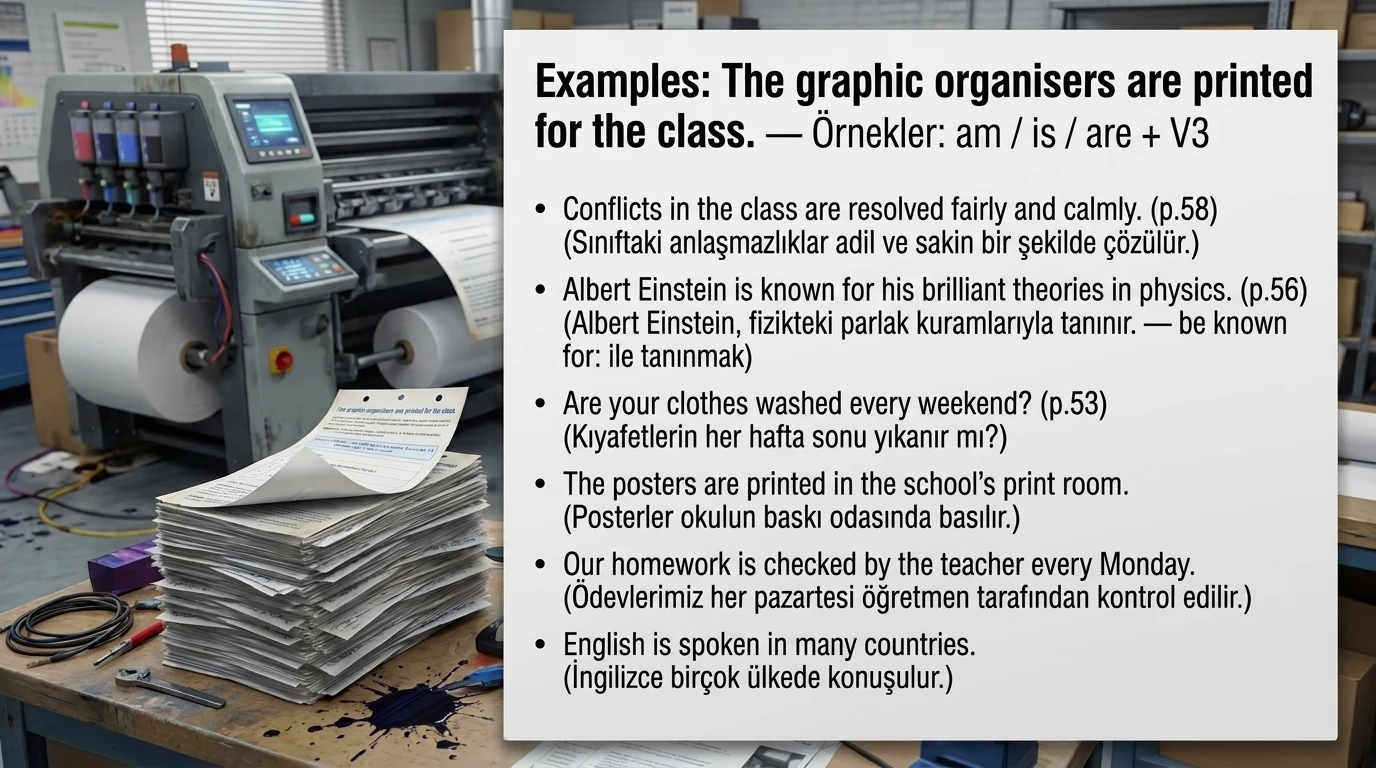 Examples: The graphic organisers are printed
for the class. — Örnekler: am / is / are + V3
• Conflicts in the class are resolved fairly and calmly. (p.58)
(Sınıftaki anlaşmazlıklar adil ve sakin bir şekilde çözülür.)
• Albert Einstein is known for his brilliant theories in physics. (p.56)
(Albert Einstein, fizikteki parlak kuramlarıyla tanınır. — be known
for: ile tanınmak)
• Are your clothes washed every weekend? (p.53)
(Kıyafetlerin her hafta sonu yıkanır mı?)
• The posters are printed in the school’s print room.
(Posterler okulun baskı odasında basılır.)
• Our homework is checked by the teacher every Monday.
(Ödevlerimiz her pazartesi öğretmen tarafından kontrol edilir.)
• English is spoken in many countries.
(İngilizce birçok ülkede konuşulur.)